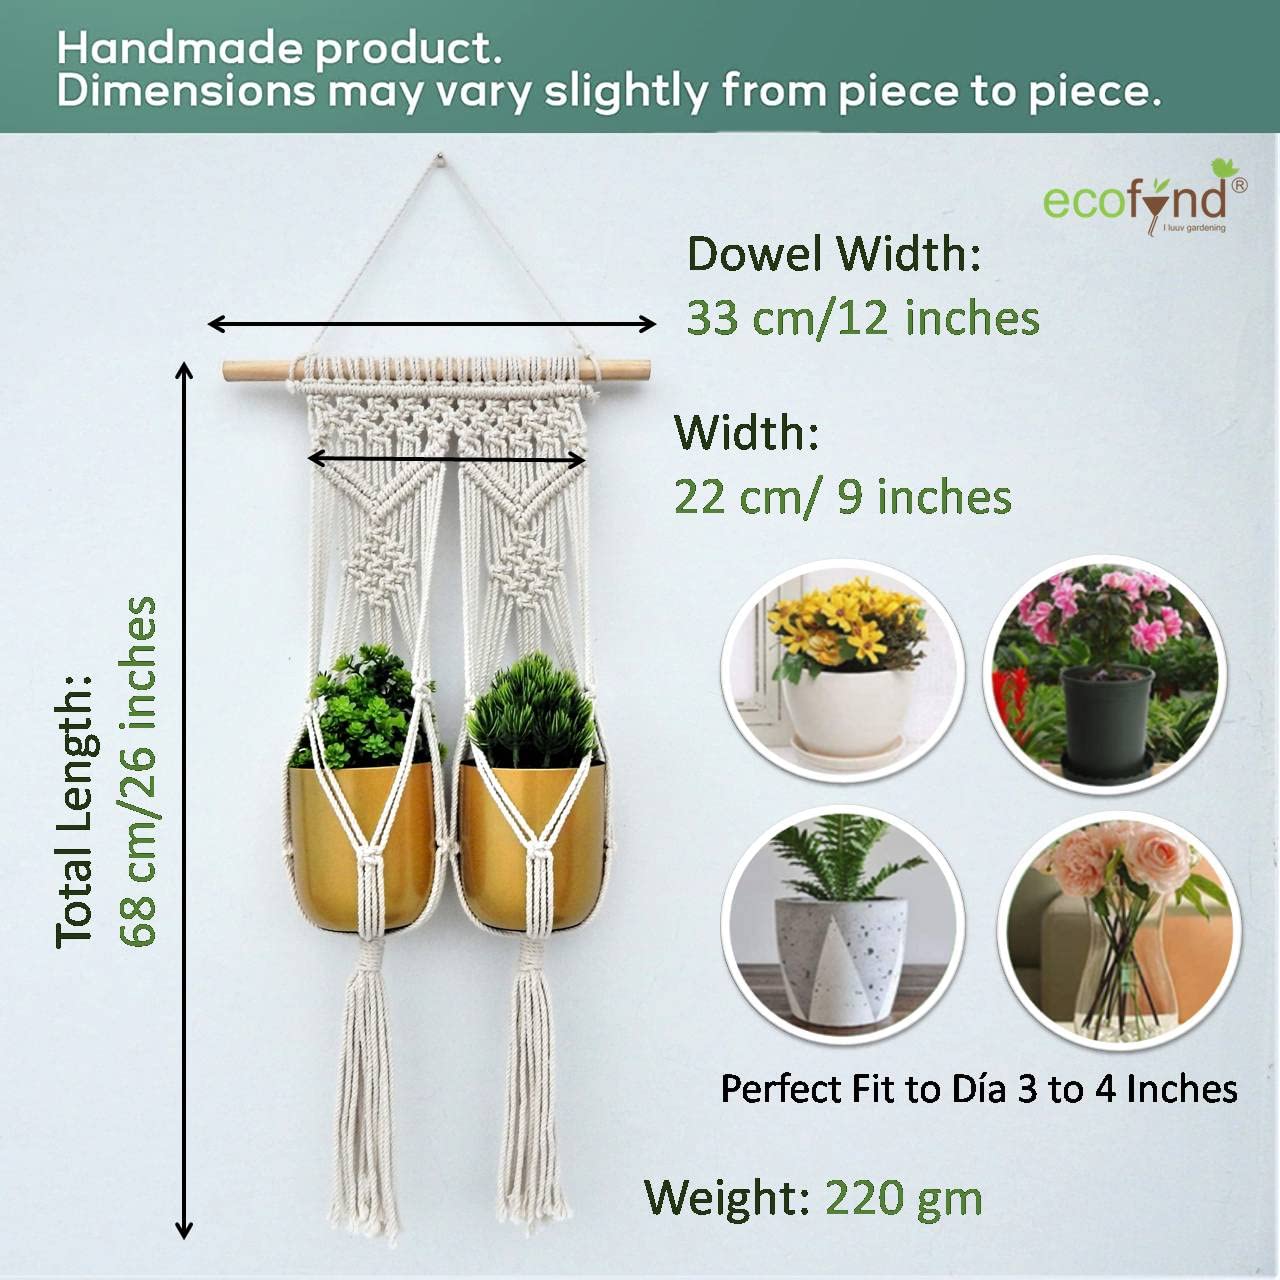 Handmade product.
Dimensions may vary slightly from piece to piece.
ecofynd®
I luuv gardening
Dowel Width:
33 cm/12 inches
Width:
22 cm/ 9 inches
Total Length:
68 cm/26 inches
Perfect Fit to Día 3 to 4 Inches
Weight: 220 gm